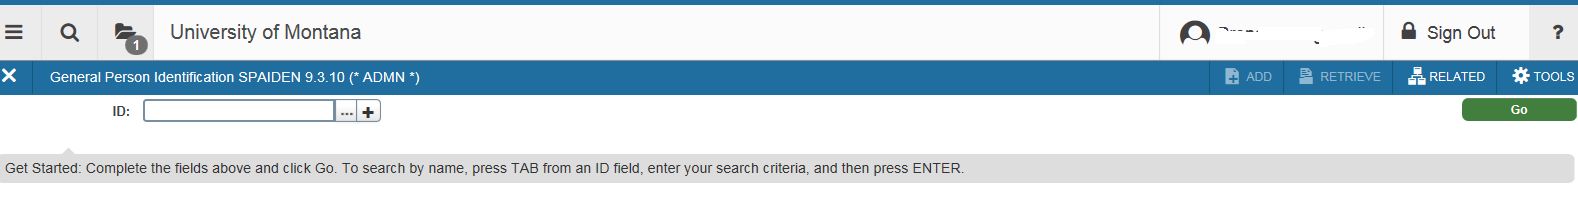 1 University of Montana Sign Out ?
General Person Identification SPAIDEN 9.3.10 (* ADMN *) ADD RETRIEVE RELATED TOOLS
ID: ... Go
Get Started: Complete the fields above and click Go. To search by name, press TAB from an ID field, enter your search criteria, and then press ENTER.